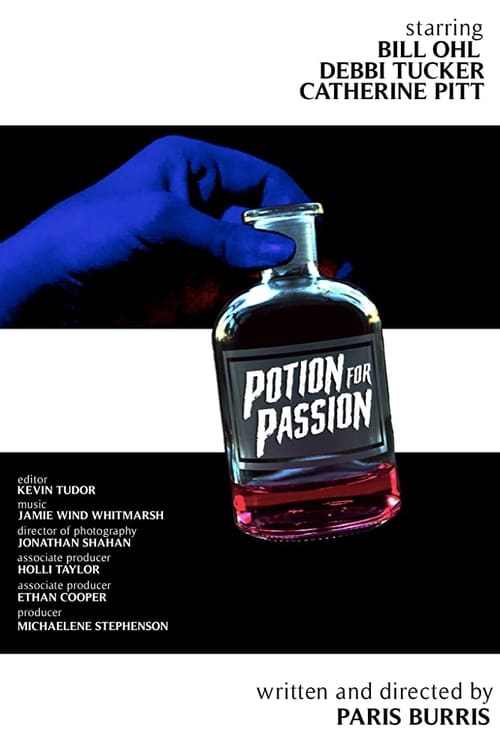 starring
BILL OHL
DEBBI TUCKER
CATHERINE PITT
POTION FOR
PASSION
editor
KEVIN TUDOR
music
JAMIE WIND WHITMARSH
director of photography
JONATHAN SHAHAN
associate producer
HOLLI TAYLOR
associate producer
ETHAN COOPER
producer
MICHAELENE STEPHENSON
written and directed by
PARIS BURRIS